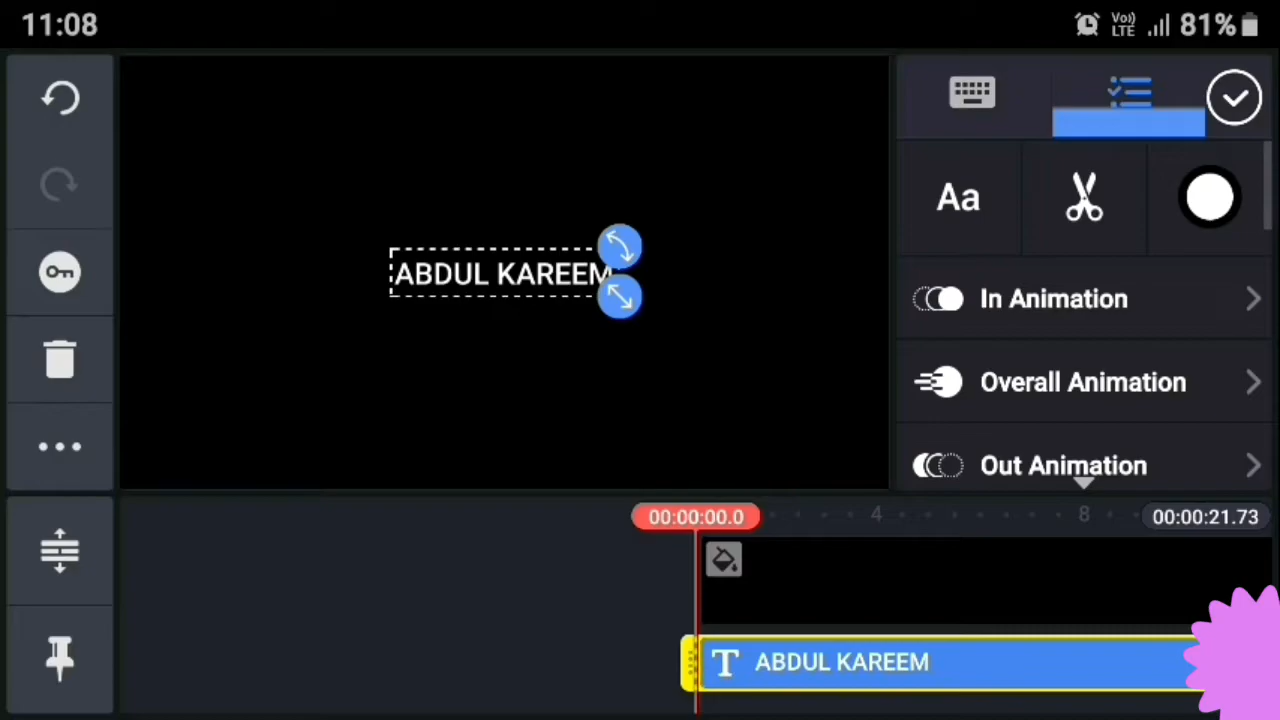 11:08
Vo)) LTE 81%
Aa
ABDUL KAREEM
In Animation
Overall Animation
Out Animation
00:00:00.0 4 8 00:00:21.73
T ABDUL KAREEM